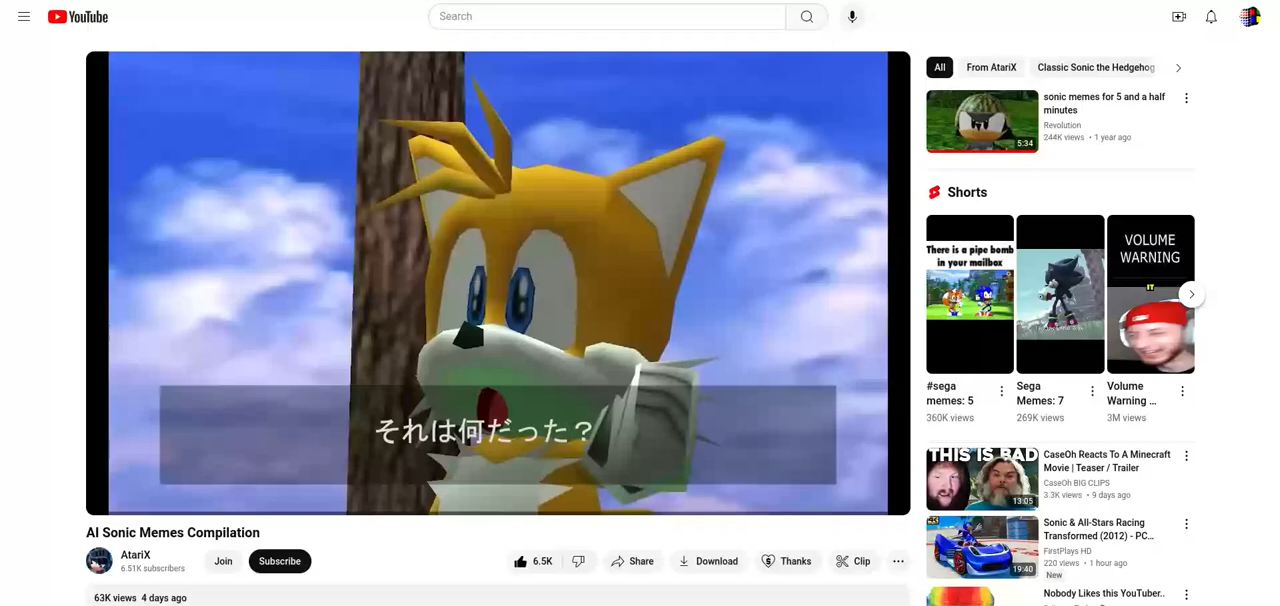 YouTube
Search
All
From AtariX
Classic Sonic the Hedgehog
sonic memes for 5 and a half
minutes
Revolution
244K views • 1 year ago
5:34
Shorts
There is a pipe bomb
in your mailbox
VOLUME
WARNING
IT
#sega
memes: 5
360K views
Sega
Memes: 7
269K views
Volume
Warning ...
3M views
それは何だった？
THIS IS BAD
13:05
CaseOh Reacts To A Minecraft
Movie | Teaser / Trailer
CaseOh BIG CLIPS
3.3K views • 9 days ago
4K
19:40
Sonic & All-Stars Racing
Transformed (2012) - PC...
FirstPlays HD
220 views • 1 hour ago
New
Nobody Likes this YouTuber..
AI Sonic Memes Compilation
AtariX
6.51K subscribers
Join
Subscribe
6.5K
Share
Download
Thanks
Clip
63K views 4 days ago